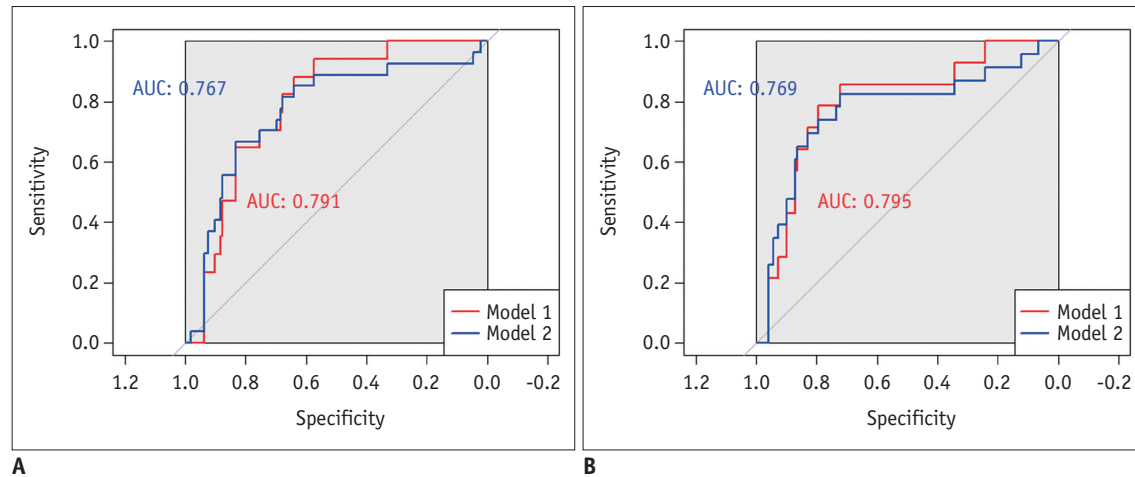 1.0
0.8
0.6
0.4
0.2
0.0
Sensitivity
AUC: 0.767
AUC: 0.791
Model 1
Model 2
1.2 1.0 0.8 0.6 0.4 0.2 0.0 -0.2
Specificity
A
1.0
0.8
0.6
0.4
0.2
0.0
Sensitivity
AUC: 0.769
AUC: 0.795
Model 1
Model 2
1.2 1.0 0.8 0.6 0.4 0.2 0.0 -0.2
Specificity
B